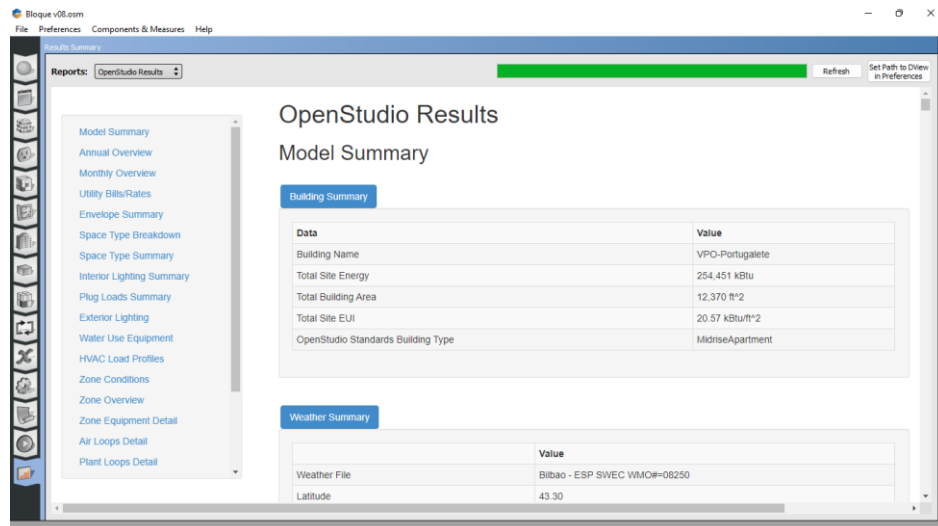 Bloque v08.osm
File Preferences Components & Measures Help
Results Summary
Reports: OpenStudio Results
Refresh
Set Path to DView
in Preferences
Model Summary
Annual Overview
Monthly Overview
Utility Bills/Rates
Envelope Summary
Space Type Breakdown
Space Type Summary
Interior Lighting Summary
Plug Loads Summary
Exterior Lighting
Water Use Equipment
HVAC Load Profiles
Zone Conditions
Zone Overview
Zone Equipment Detail
Air Loops Detail
Plant Loops Detail
OpenStudio Results
Model Summary
Building Summary
Data Value
Building Name VPO-Portugalete
Total Site Energy 254,451 kBtu
Total Building Area 12,370 ft^2
Total Site EUI 20.57 kBtu/ft^2
OpenStudio Standards Building Type MidriseApartment
Weather Summary
Value
Weather File Bilbao - ESP SWEC WMO#=08250
Latitude 43.30